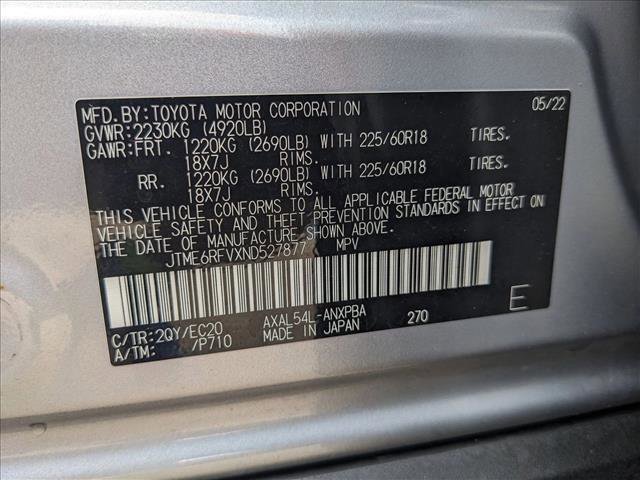 MFD.BY:TOYOTA MOTOR CORPORATION 05/22
GVWR:2230KG (4920LB)
GAWR:FRT. 1220KG (2690LB) WITH 225/60R18 TIRES.
18X7J RIMS.
RR. 1220KG (2690LB) WITH 225/60R18 TIRES.
18X7J RIMS.
THIS VEHICLE CONFORMS TO ALL APPLICABLE FEDERAL MOTOR
VEHICLE SAFETY AND THEFT PREVENTION STANDARDS IN EFFECT ON
THE DATE OF MANUFACTURE SHOWN ABOVE.
JTME6RFVXND527877 MPV
C/TR:2QY/EC20 AXAL54L-ANXPBA 270 E
A/TM: /P710 MADE IN JAPAN